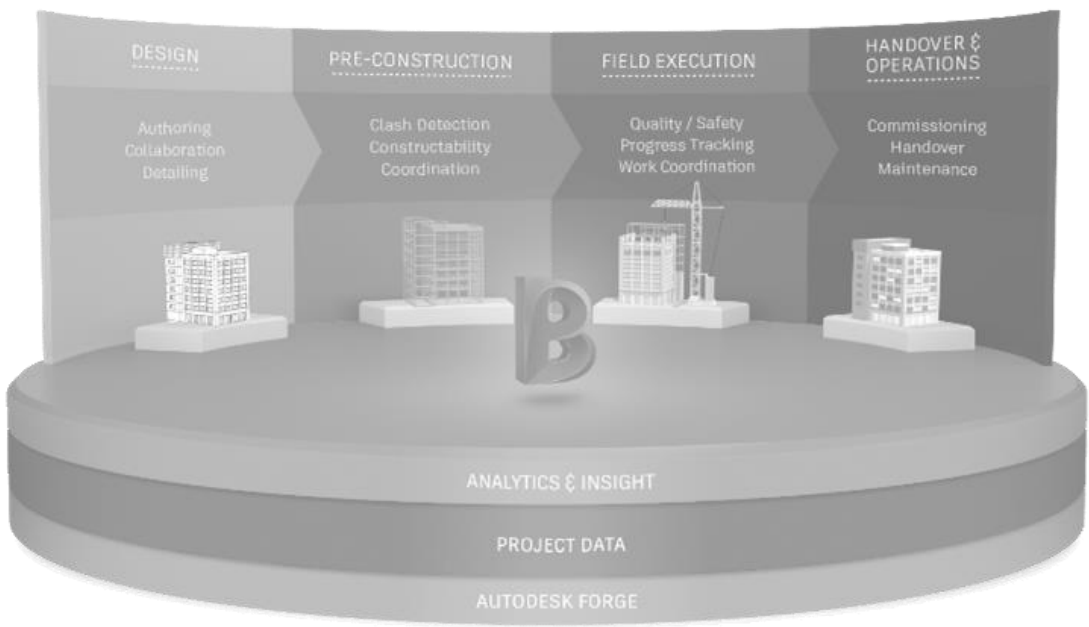 DESIGN
Authoring
Collaboration
Detailing
PRE-CONSTRUCTION
Clash Detection
Constructability
Coordination
FIELD EXECUTION
Quality / Safety
Progress Tracking
Work Coordination
HANDOVER &
OPERATIONS
Commissioning
Handover
Maintenance
B
ANALYTICS & INSIGHT
PROJECT DATA
AUTODESK FORGE